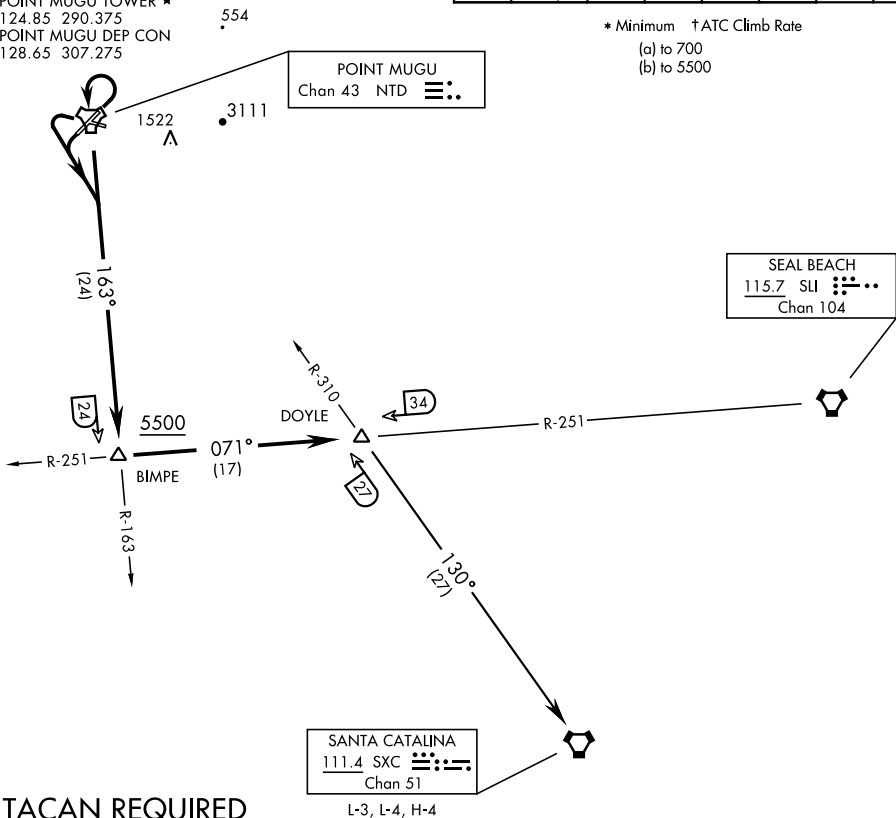 POINT MUGU TOWER ★
124.85 290.375
POINT MUGU DEP CON
128.65 307.275
554
* Minimum † ATC Climb Rate
(a) to 700
(b) to 5500
POINT MUGU
Chan 43 NTD
1522
3111
163°
(24)
SEAL BEACH
115.7 SLI
Chan 104
R-310
34
24
5500
DOYLE
R-251
R-251
BIMPE
071°
(17)
27
R-163
130°
(27)
SANTA CATALINA
111.4 SXC
Chan 51
L-3, L-4, H-4
TACAN REQUIRED